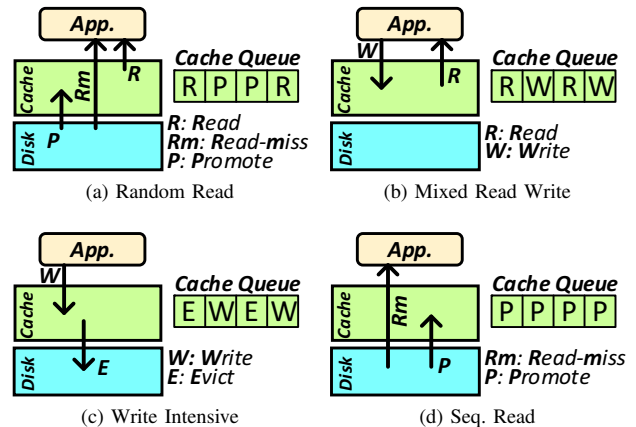 App.
W
R
Rm
R
P
Cache
Disk
Cache Queue
R P P R
R: Read
Rm: Read-miss
P: Promote
(a) Random Read
App.
W
R
Cache
Disk
Cache Queue
R W R W
R: Read
W: Write
(b) Mixed Read Write
App.
W
E
Cache
Disk
Cache Queue
E W E W
W: Write
E: Evict
(c) Write Intensive
App.
Rm
P
Cache
Disk
Cache Queue
P P P P
Rm: Read-miss
P: Promote
(d) Seq. Read